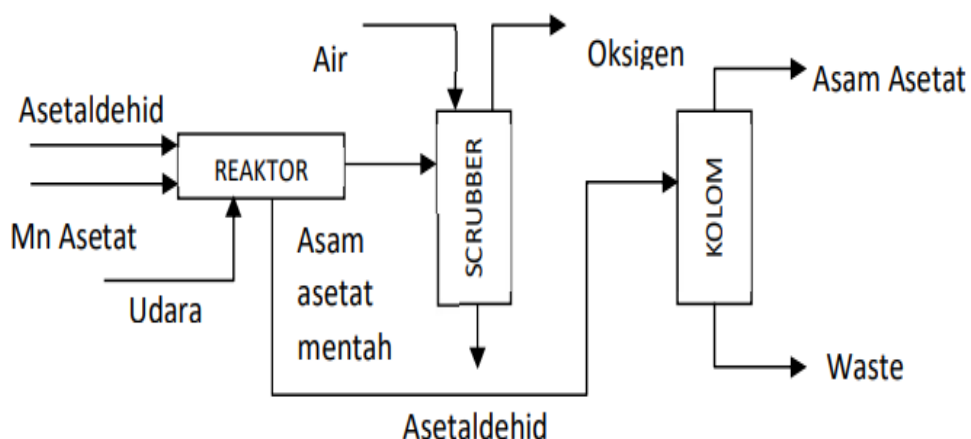 Air
Oksigen
Asam Asetat
Asetaldehid
REAKTOR
SCRUBBER
KOLOM
Mn Asetat
Asam
asetat
mentah
Udara
Waste
Asetaldehid